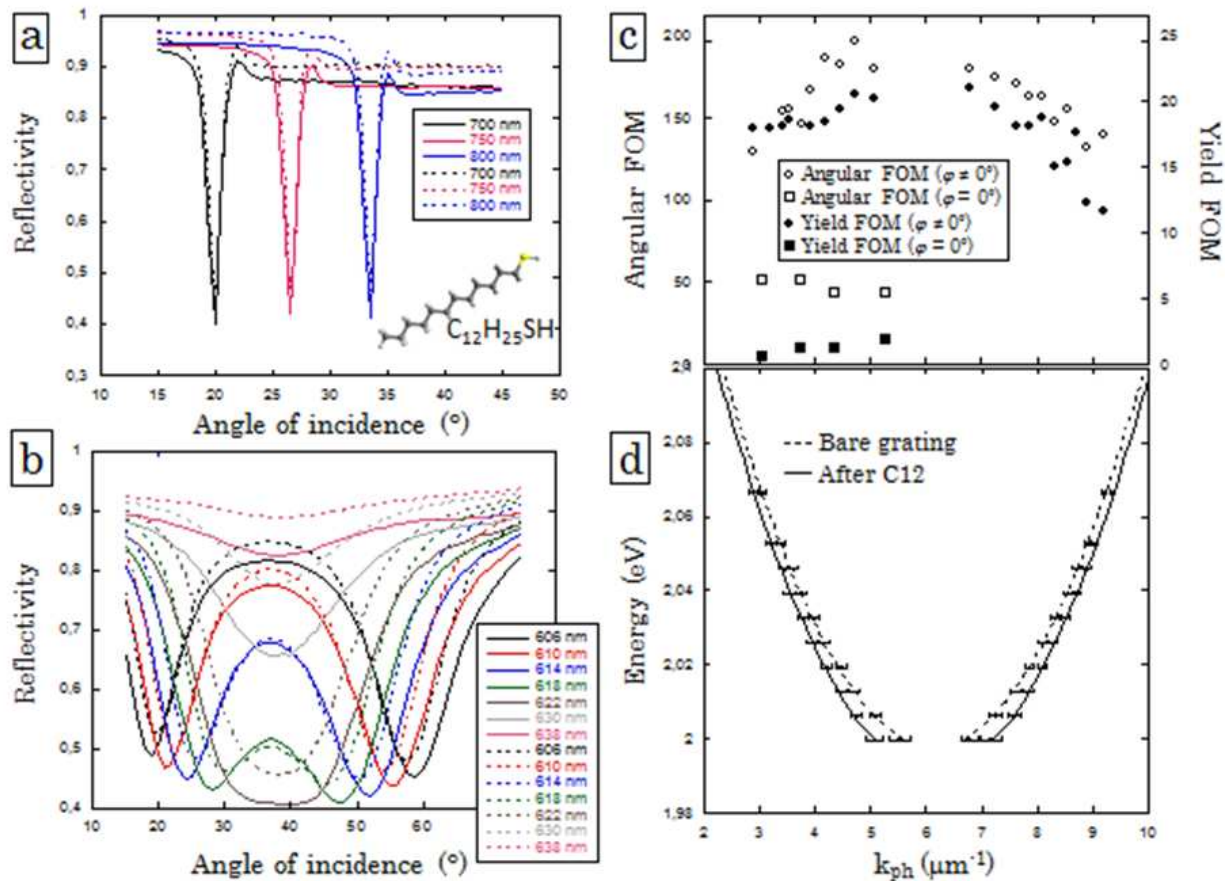 a
Reflectivity
1
0,9
0,8
0,7
0,6
0,5
0,4
0,3
10 15 20 25 30 35 40 45 50
Angle of incidence (°)
700 nm
750 nm
800 nm
700 nm
750 nm
800 nm
C12H25SH
b
Reflectivity
1
0,9
0,8
0,7
0,6
0,5
0,4
10 20 30 40 50 60
Angle of incidence (°)
606 nm
610 nm
614 nm
618 nm
622 nm
630 nm
638 nm
606 nm
610 nm
614 nm
618 nm
622 nm
630 nm
638 nm
c
Angular FOM
200
150
100
50
Yield FOM
25
20
15
10
5
0
Angular FOM (φ ≠ 0°)
Angular FOM (φ = 0°)
Yield FOM (φ ≠ 0°)
Yield FOM (φ = 0°)
d
Energy (eV)
2,08
2,06
2,04
2,02
2
1,98
Bare grating
After C12
2 3 4 5 6 7 8 9 10
kph (µm-1)